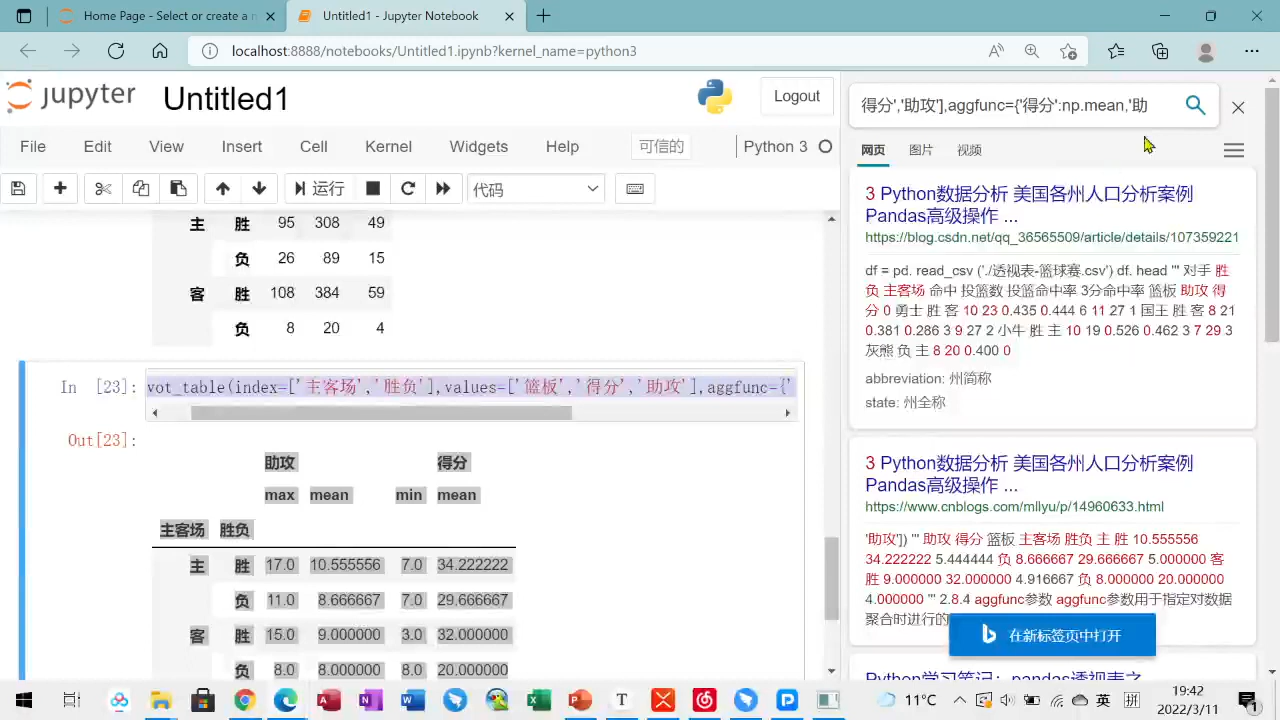 Home Page - Select or create a n
Untitled1 - Jupyter Notebook
localhost:8888/notebooks/Untitled1.ipynb?kernel_name=python3
jupyter Untitled1
Logout
File Edit View Insert Cell Kernel Widgets Help 可信的 Python 3
运行 代码
主 胜 95 308 49
负 26 89 15
客 胜 108 384 59
负 8 20 4
In [23]: vot_table(index=['主客场','胜负'],values=['篮板','得分','助攻'],aggfunc={'
Out[23]:
助攻 得分
max mean min mean
主客场 胜负
主 胜 17.0 10.555556 7.0 34.222222
负 11.0 8.666667 7.0 29.666667
客 胜 15.0 9.000000 3.0 32.000000
负 8.0 8.000000 8.0 20.000000
得分','助攻'],aggfunc={'得分':np.mean,'助
网页 图片 视频
3 Python数据分析 美国各州人口分析案例
Pandas高级操作 ...
https://blog.csdn.net/qq_36565509/article/details/107359221
df = pd. read_csv ('./透视表-篮球赛.csv') df. head ''' 对手 胜
负 主客场 命中 投篮数 投篮命中率 3分命中率 篮板 助攻 得
分 0 勇士 胜 客 10 23 0.435 0.444 6 11 27 1 国王 胜 客 8 21
0.381 0.286 3 9 27 2 小牛 胜 主 10 19 0.526 0.462 3 7 29 3
灰熊 负 主 8 20 0.400 0
abbreviation: 州简称
state: 州全称
3 Python数据分析 美国各州人口分析案例
Pandas高级操作 ...
https://www.cnblogs.com/mllyu/p/14960633.html
'助攻']) ''' 助攻 得分 篮板 主客场 胜负 主 胜 10.555556
34.222222 5.444444 负 8.666667 29.666667 5.000000 客
胜 9.000000 32.000000 4.916667 负 8.000000 20.000000
4.000000 ''' 2.8.4 aggfunc参数 aggfunc参数用于指定对数据
聚合时进行的
在新标签页中打开
Python学习笔记：pandas透视表之
11°C 英 拼 19:42
2022/3/11